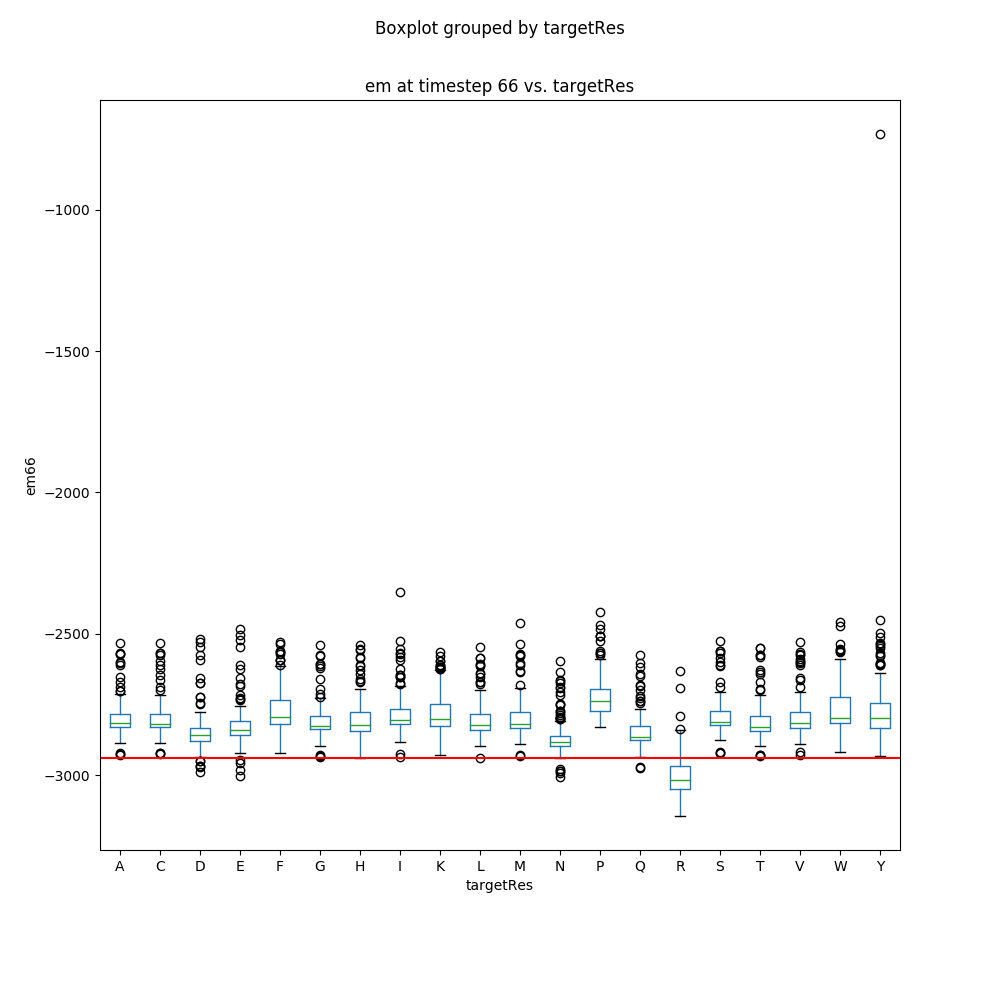 Boxplot grouped by targetRes
em at timestep 66 vs. targetRes
−1000
−1500
−2000
−2500
−3000
em66
A C D E F G H I K L M N P Q R S T V W Y
targetRes